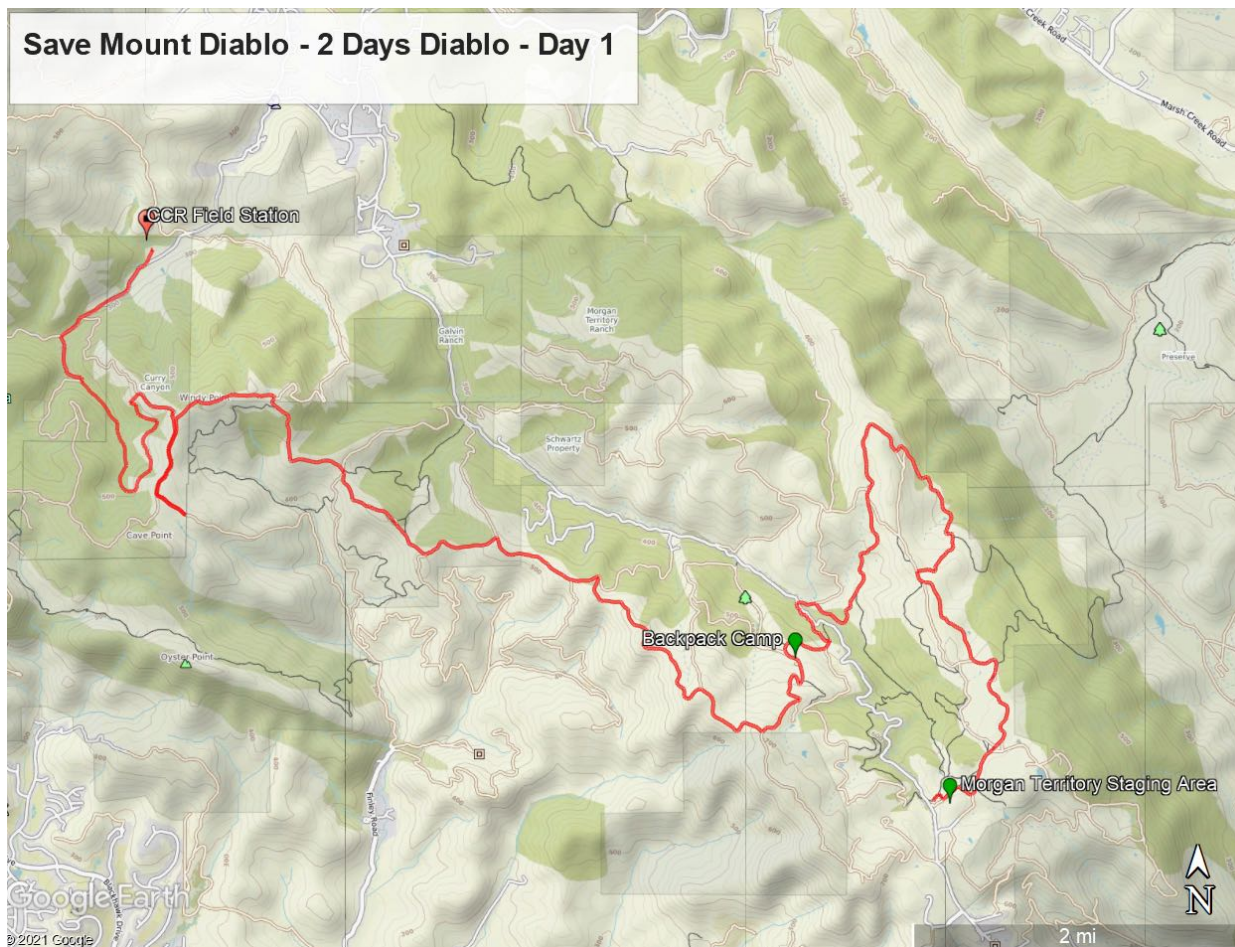 Save Mount Diablo - 2 Days Diablo - Day 1
Marsh Creek Road
CCR Field Station
Morgan
Territory
Ranch
Galvin
Ranch
Preserve
Curry
Canyon
Windy Point
Schwartz
Property
Cave Point
Backpack Camp
Oyster Point
Morgan Territory Staging Area
Finley Road
Blackhawk Drive
Google Earth
N
© 2021 Google
2 mi